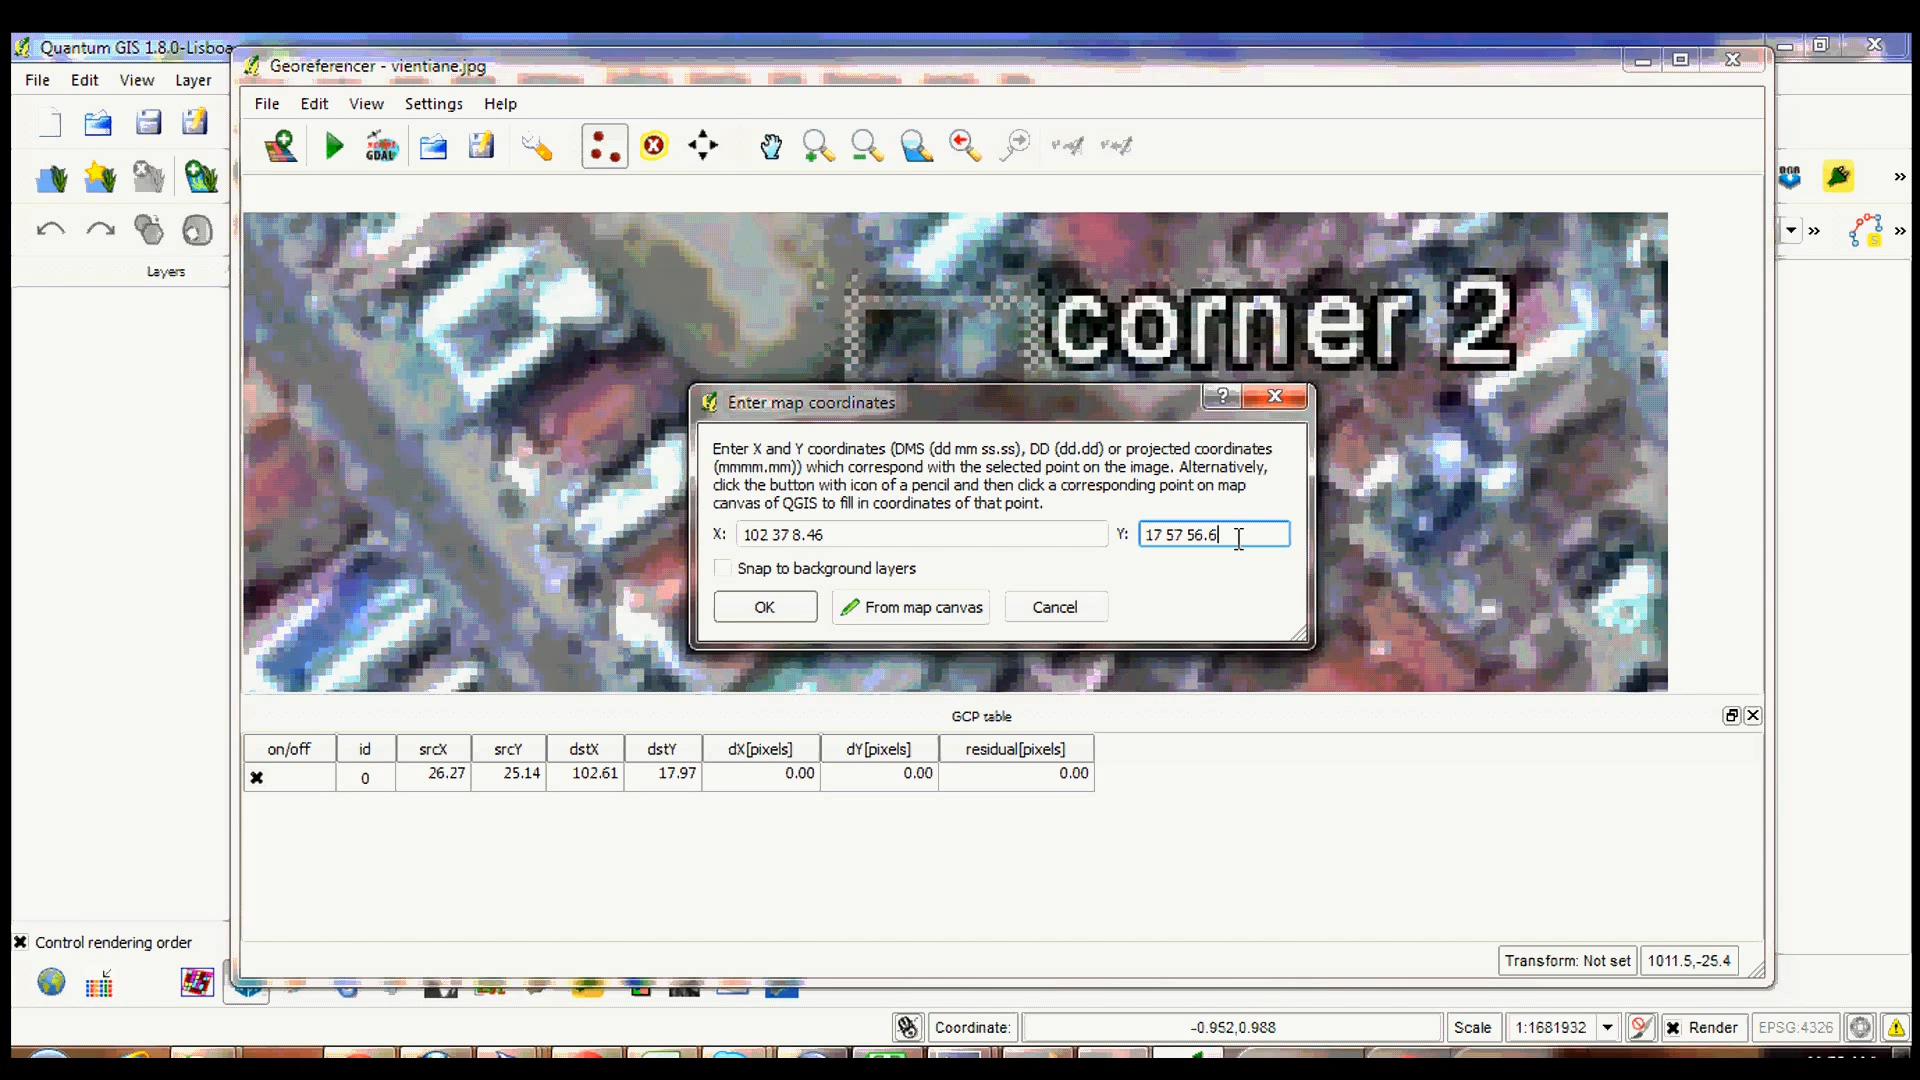 Quantum GIS 1.8.0-Lisboa
Georeferencer - vientiane.jpg
File Edit View Layer
File Edit View Settings Help
GDAL
Layers
corner 2
Enter map coordinates
Enter X and Y coordinates (DMS (dd mm ss.ss), DD (dd.dd) or projected coordinates
(mmmm.mm)) which correspond with the selected point on the image. Alternatively,
click the button with icon of a pencil and then click a corresponding point on map
canvas of QGIS to fill in coordinates of that point.
X: 102 37 8.46 Y: 17 57 56.6
Snap to background layers
OK From map canvas Cancel
GCP table
on/off id srcX srcY dstX dstY dX[pixels] dY[pixels] residual[pixels]
0 26.27 25.14 102.61 17.97 0.00 0.00 0.00
Control rendering order
Transform: Not set 1011.5,-25.4
Coordinate: -0.952,0.988 Scale 1:1681932 Render EPSG:4326